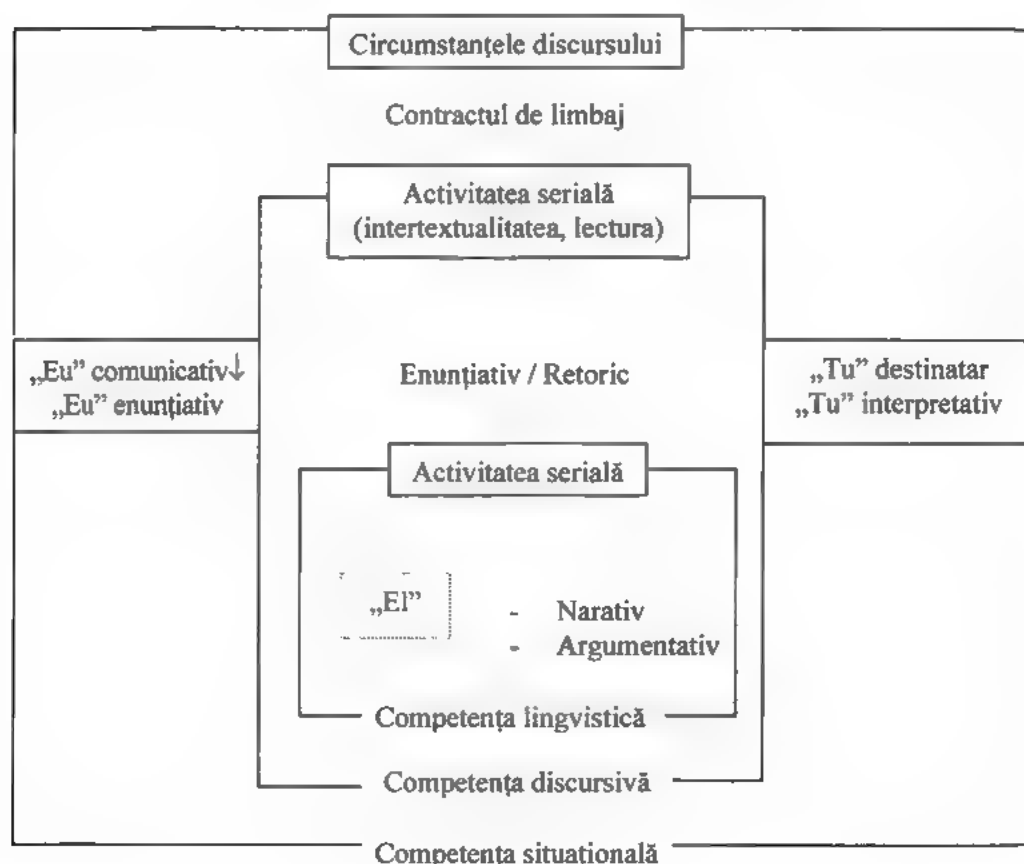 Circumstanțele discursului
Contractul de limbaj
Activitatea serială
(intertextualitatea, lectura)
„Eu” comunicativ↓
„Eu” enunțiativ
Enunțiativ / Retoric
„Tu” destinatar
„Tu” interpretativ
Activitatea serială
„El”
- Narativ
- Argumentativ
Competența lingvistică
Competența discursivă
Competența situațională